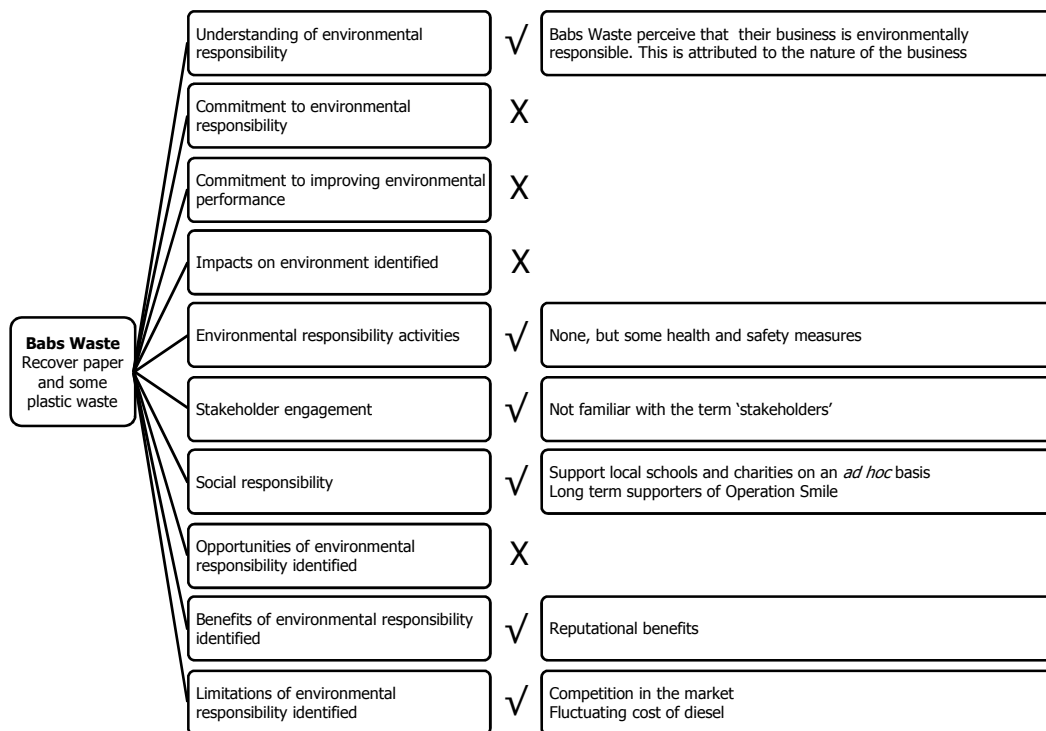 Understanding of environmental
responsibility
√
Babs Waste perceive that their business is environmentally
responsible. This is attributed to the nature of the business
Commitment to environmental
responsibility
X
Commitment to improving environmental
performance
X
Impacts on environment identified
X
Babs Waste
Recover paper
and some
plastic waste
Environmental responsibility activities
√
None, but some health and safety measures
Stakeholder engagement
√
Not familiar with the term ‘stakeholders’
Social responsibility
√
Support local schools and charities on an ad hoc basis
Long term supporters of Operation Smile
Opportunities of environmental
responsibility identified
X
Benefits of environmental responsibility
identified
√
Reputational benefits
Limitations of environmental
responsibility identified
√
Competition in the market
Fluctuating cost of diesel